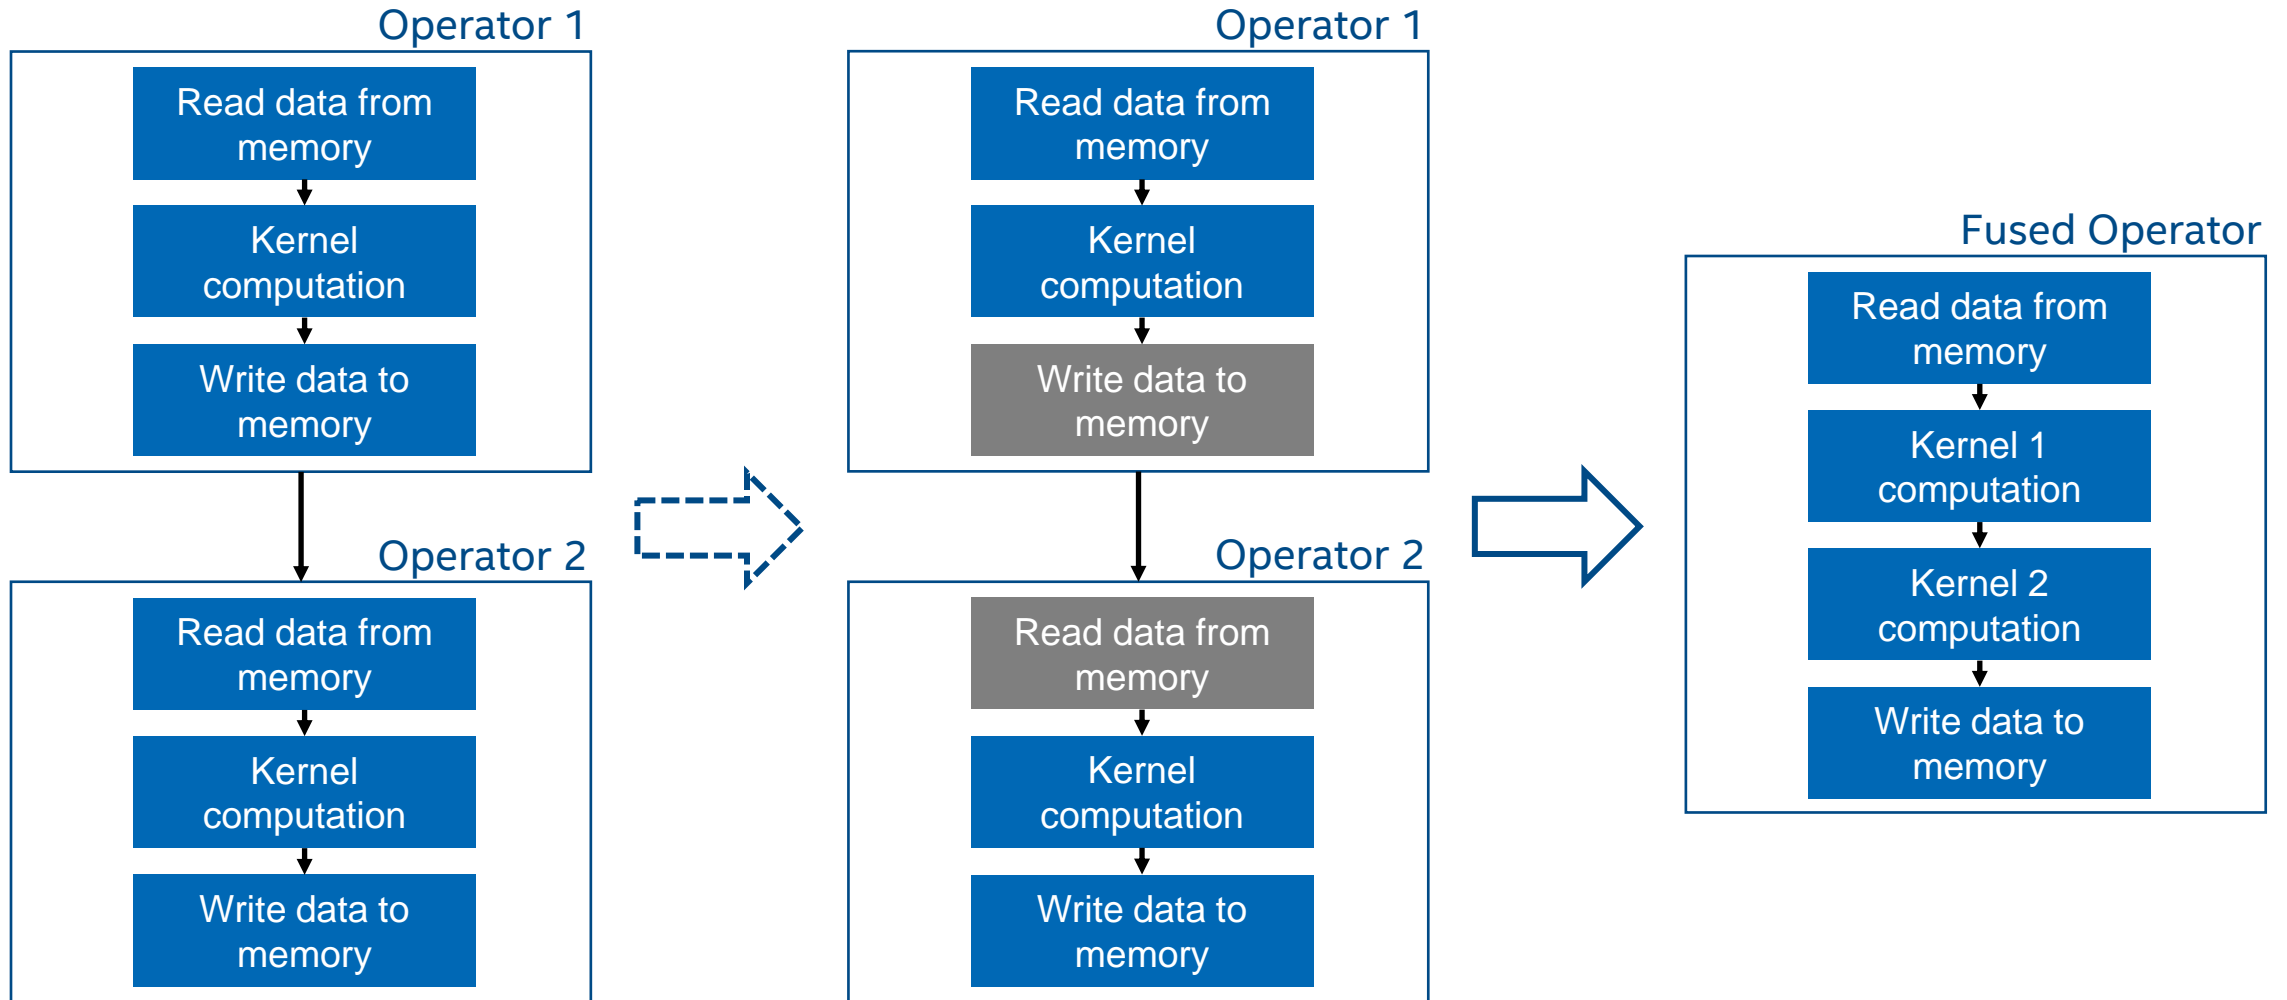 Operator 1
Read data from
memory
Kernel
computation
Write data to
memory
Operator 2
Read data from
memory
Kernel
computation
Write data to
memory
Operator 1
Read data from
memory
Kernel
computation
Write data to
memory
Operator 2
Read data from
memory
Kernel
computation
Write data to
memory
Fused Operator
Read data from
memory
Kernel 1
computation
Kernel 2
computation
Write data to
memory